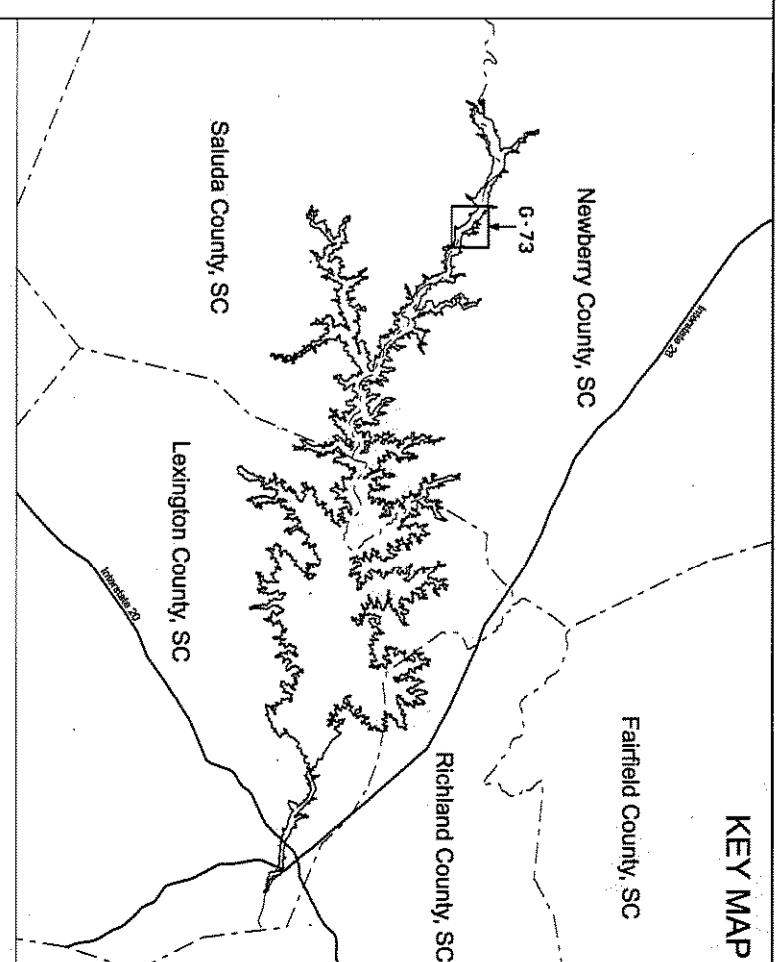 KEY MAP
Newberry County, SC
Fairfield County, SC
G-73
Interstate 26
Saluda County, SC
Richland County, SC
Lexington County, SC
Interstate 20